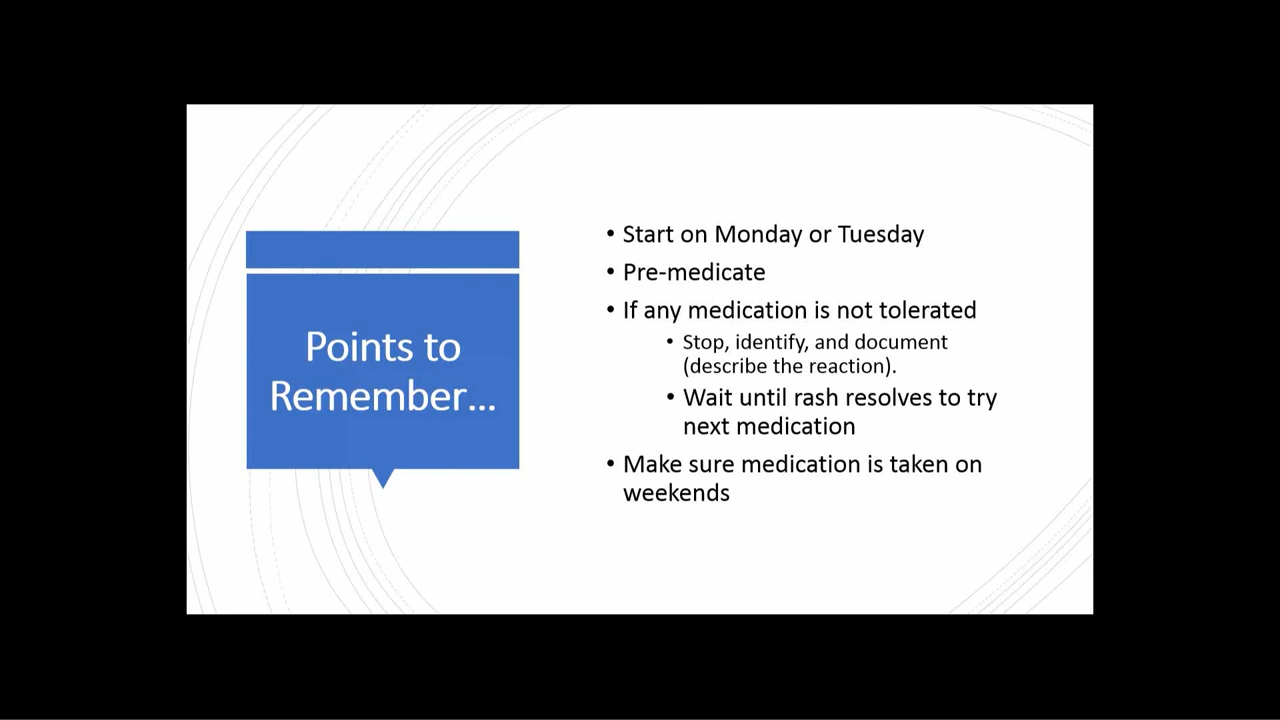 Points to
Remember...
• Start on Monday or Tuesday
• Pre-medicate
• If any medication is not tolerated
• Stop, identify, and document
(describe the reaction).
• Wait until rash resolves to try
next medication
• Make sure medication is taken on
weekends